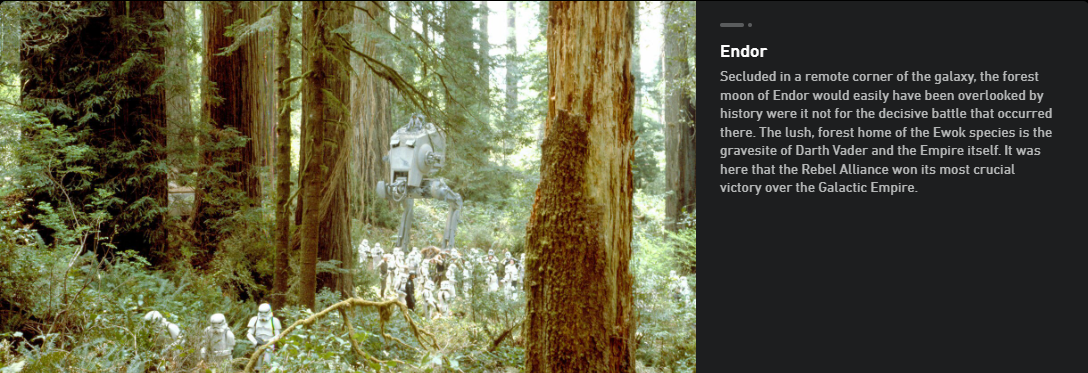 Endor
Secluded in a remote corner of the galaxy, the forest
moon of Endor would easily have been overlooked by
history were it not for the decisive battle that occurred
there. The lush, forest home of the Ewok species is the
gravesite of Darth Vader and the Empire itself. It was
here that the Rebel Alliance won its most crucial
victory over the Galactic Empire.